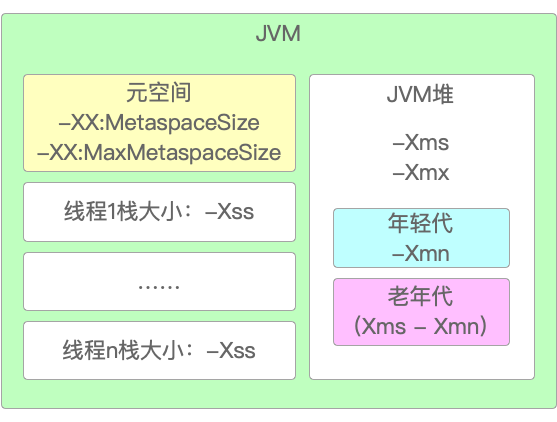 JVM
元空间
-XX:MetaspaceSize
-XX:MaxMetaspaceSize
线程1栈大小：-Xss
……
线程n栈大小：-Xss
JVM堆
-Xms
-Xmx
年轻代
-Xmn
老年代
（Xms - Xmn）